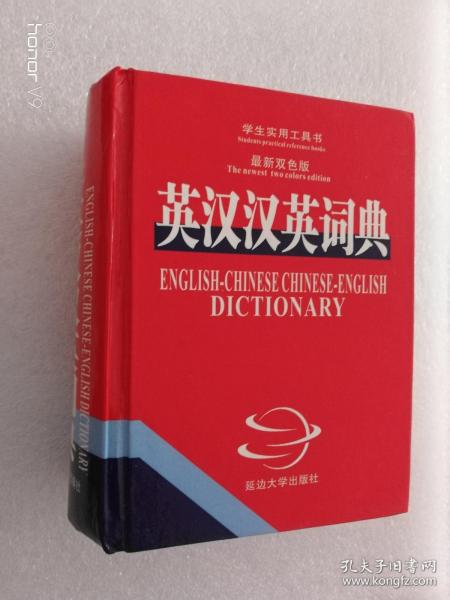 honor V9
学生实用工具书
Students practical reference books
最新双色版
The newest two colors edition
英汉汉英词典
ENGLISH-CHINESE CHINESE-ENGLISH
DICTIONARY
延边大学出版社
ENGLISH-CHINESE CHINESE-ENGLISH DICTIONARY
孔夫子旧书网
www.kongfz.com